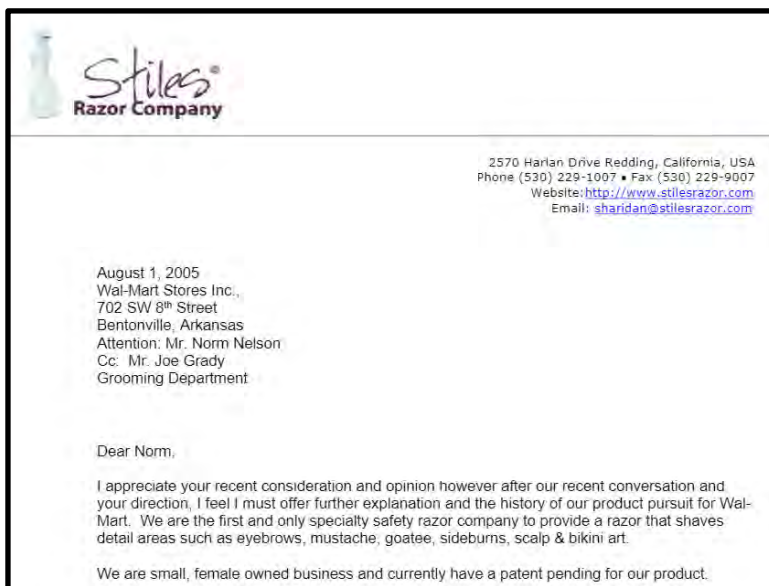 Stiles®
Razor Company
2570 Harlan Drive Redding, California, USA
Phone (530) 229-1007 • Fax (530) 229-9007
Website:http://www.stilesrazor.com
Email: sharidan@stilesrazor.com
August 1, 2005
Wal-Mart Stores Inc.,
702 SW 8th Street
Bentonville, Arkansas
Attention: Mr. Norm Nelson
Cc: Mr. Joe Grady
Grooming Department
Dear Norm,
I appreciate your recent consideration and opinion however after our recent conversation and
your direction, I feel I must offer further explanation and the history of our product pursuit for Wal-
Mart. We are the first and only specialty safety razor company to provide a razor that shaves
detail areas such as eyebrows, mustache, goatee, sideburns, scalp & bikini art.
We are small, female owned business and currently have a patent pending for our product.